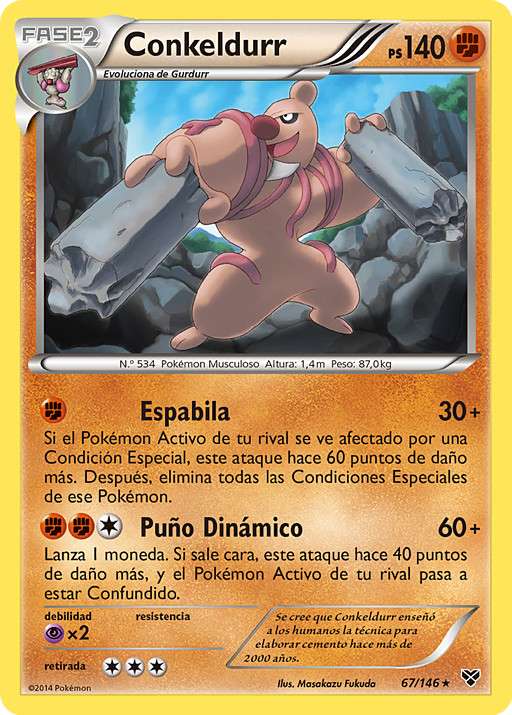 FASE2
Conkeldurr
PS140
Evoluciona de Gurdurr
N.º 534 Pokémon Musculoso Altura: 1,4m Peso: 87,0kg
Espabila 30+
Si el Pokémon Activo de tu rival se ve afectado por una
Condición Especial, este ataque hace 60 puntos de daño
más. Después, elimina todas las Condiciones Especiales
de ese Pokémon.
Puño Dinámico 60+
Lanza 1 moneda. Si sale cara, este ataque hace 40 puntos
de daño más, y el Pokémon Activo de tu rival pasa a
estar Confundido.
debilidad resistencia
×2
retirada
Se cree que Conkeldurr enseñó
a los humanos la técnica para
elaborar cemento hace más de
2000 años.
©2014 Pokémon
Ilus. Masakazu Fukuda
67/146 ★